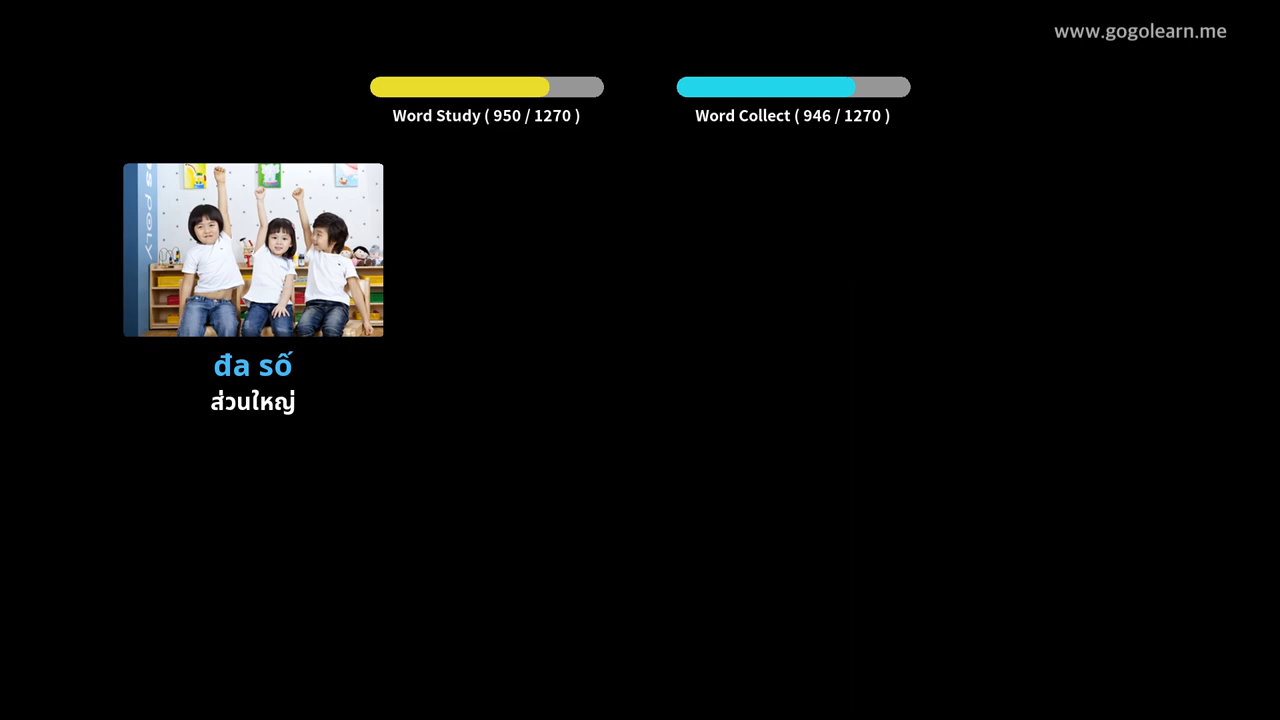 www.gogolearn.me
Word Study ( 950 / 1270 )
Word Collect ( 946 / 1270 )
POLY
đa số
ส่วนใหญ่